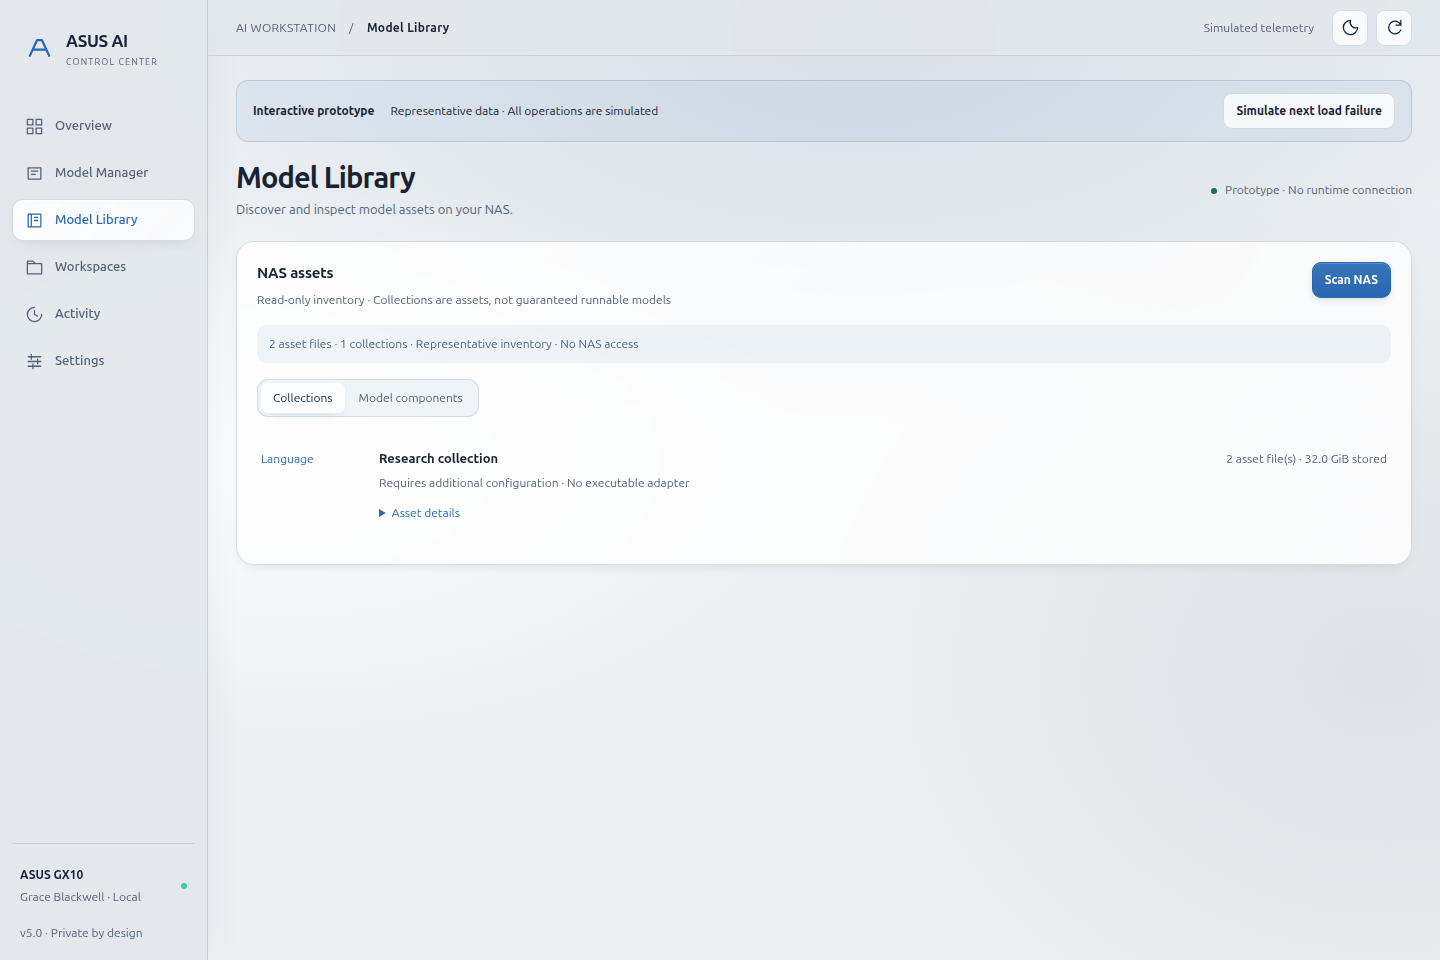 ASUS AI
CONTROL CENTER
Overview
Model Manager
Model Library
Workspaces
Activity
Settings
ASUS GX10
Grace Blackwell · Local
v5.0 · Private by design
AI WORKSTATION / Model Library
Simulated telemetry
Interactive prototype Representative data · All operations are simulated
Simulate next load failure
Model Library
Discover and inspect model assets on your NAS.
Prototype · No runtime connection
NAS assets
Read-only inventory · Collections are assets, not guaranteed runnable models
Scan NAS
2 asset files · 1 collections · Representative inventory · No NAS access
Collections Model components
Language
Research collection
2 asset file(s) · 32.0 GiB stored
Requires additional configuration · No executable adapter
Asset details